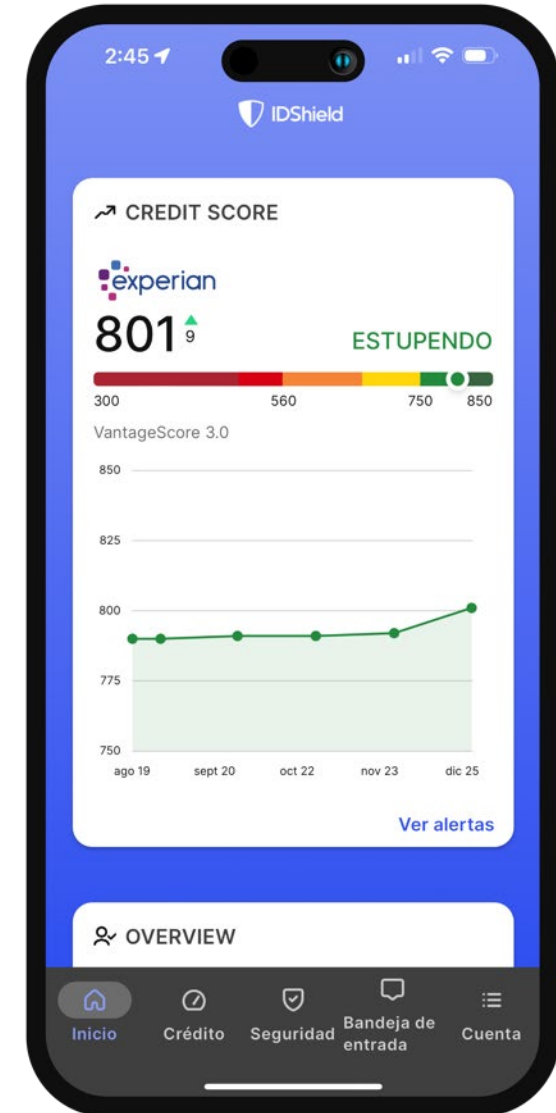 2:45
IDShield
CREDIT SCORE
experian
801 9
ESTUPENDO
300 560 750 850
VantageScore 3.0
850
825
800
775
750
ago 19 sept 20 oct 22 nov 23 dic 25
Ver alertas
OVERVIEW
Inicio Crédito Seguridad Bandeja de entrada Cuenta